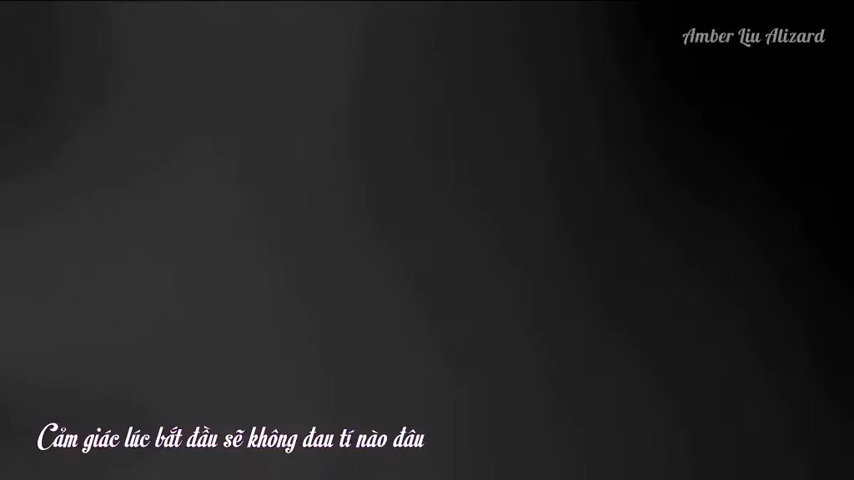 Amber Liu Alizard
Cảm giác lúc bắt đầu sẽ không đau tí nào đâu